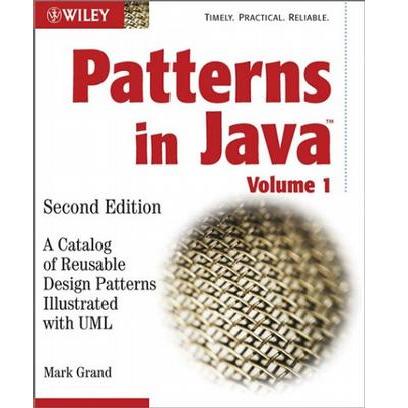 WILEY
TIMELY. PRACTICAL. RELIABLE.
Patterns
in Java™
Volume 1
Second Edition
A Catalog
of Reusable
Design Patterns
Illustrated
with UML
Mark Grand